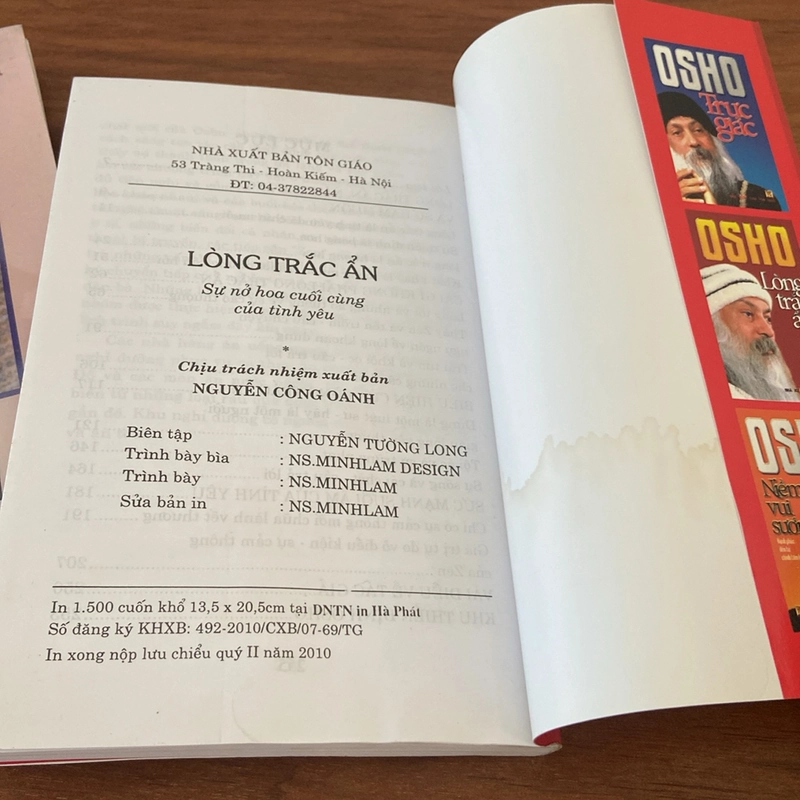 NHÀ XUẤT BẢN TÔN GIÁO
53 Tràng Thi - Hoàn Kiếm - Hà Nội
ĐT: 04-37822844
LÒNG TRẮC ẨN
Sự nở hoa cuối cùng
của tình yêu
*
Chịu trách nhiệm xuất bản
NGUYỄN CÔNG OÁNH
Biên tập : NGUYỄN TƯỜNG LONG
Trình bày bìa : NS.MINHLAM DESIGN
Trình bày : NS.MINHLAM
Sửa bản in : NS.MINHLAM
In 1.500 cuốn khổ 13,5 x 20,5cm tại DNTN in Hà Phát
Số đăng ký KHXB: 492-2010/CXB/07-69/TG
In xong nộp lưu chiểu quý II năm 2010
OSHO
Trực
giác
OSHO
Lòng
Niềm
vui